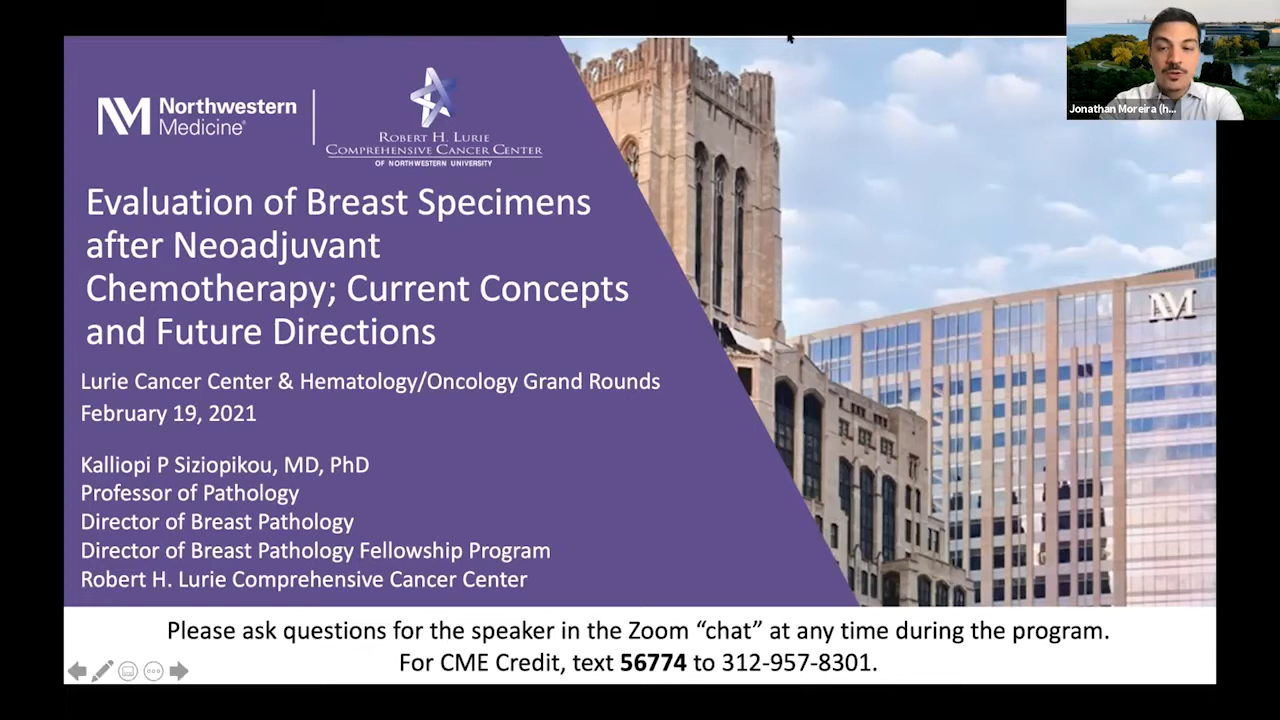 Jonathan Moreira (h...
NM Northwestern
Medicine®
ROBERT H. LURIE
COMPREHENSIVE CANCER CENTER
OF NORTHWESTERN UNIVERSITY
Evaluation of Breast Specimens
after Neoadjuvant
Chemotherapy; Current Concepts
and Future Directions
Lurie Cancer Center & Hematology/Oncology Grand Rounds
February 19, 2021
Kalliopi P Siziopikou, MD, PhD
Professor of Pathology
Director of Breast Pathology
Director of Breast Pathology Fellowship Program
Robert H. Lurie Comprehensive Cancer Center
NM
Please ask questions for the speaker in the Zoom “chat” at any time during the program.
For CME Credit, text 56774 to 312-957-8301.